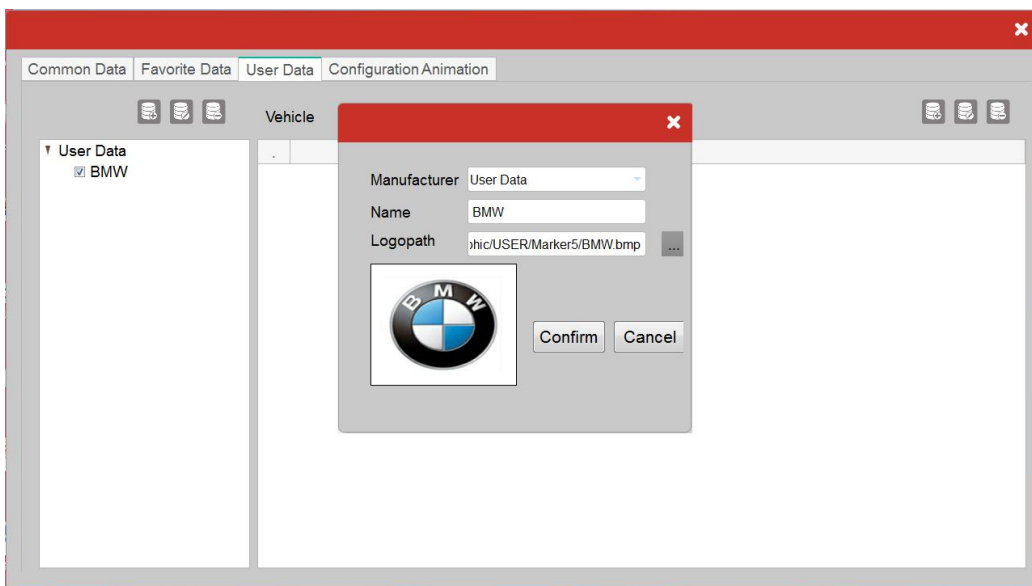 Common Data Favorite Data User Data Configuration Animation
Vehicle
User Data
BMW
.
Manufacturer User Data
Name BMW
Logopath ohic/USER/Marker5/BMW.bmp ...
BMW
Confirm Cancel